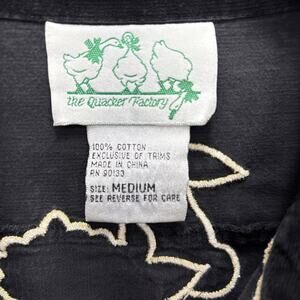 the Quacker Factory
100% COTTON
EXCLUSIVE OF TRIMS
MADE IN CHINA
RN 90133
SIZE: MEDIUM
SEE REVERSE FOR CARE